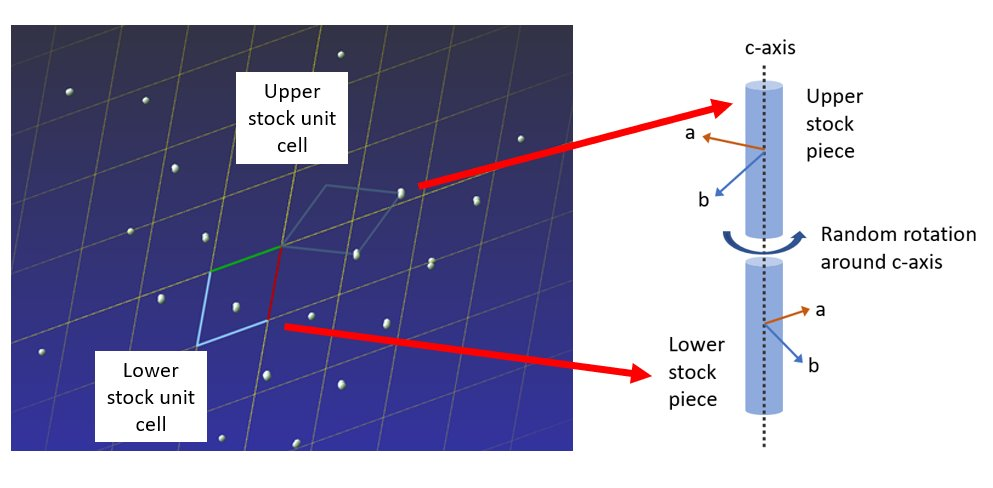 Upper
stock unit
cell
Lower
stock unit
cell
c-axis
Upper
stock
piece
a
b
Random rotation
around c-axis
a
b
Lower
stock
piece